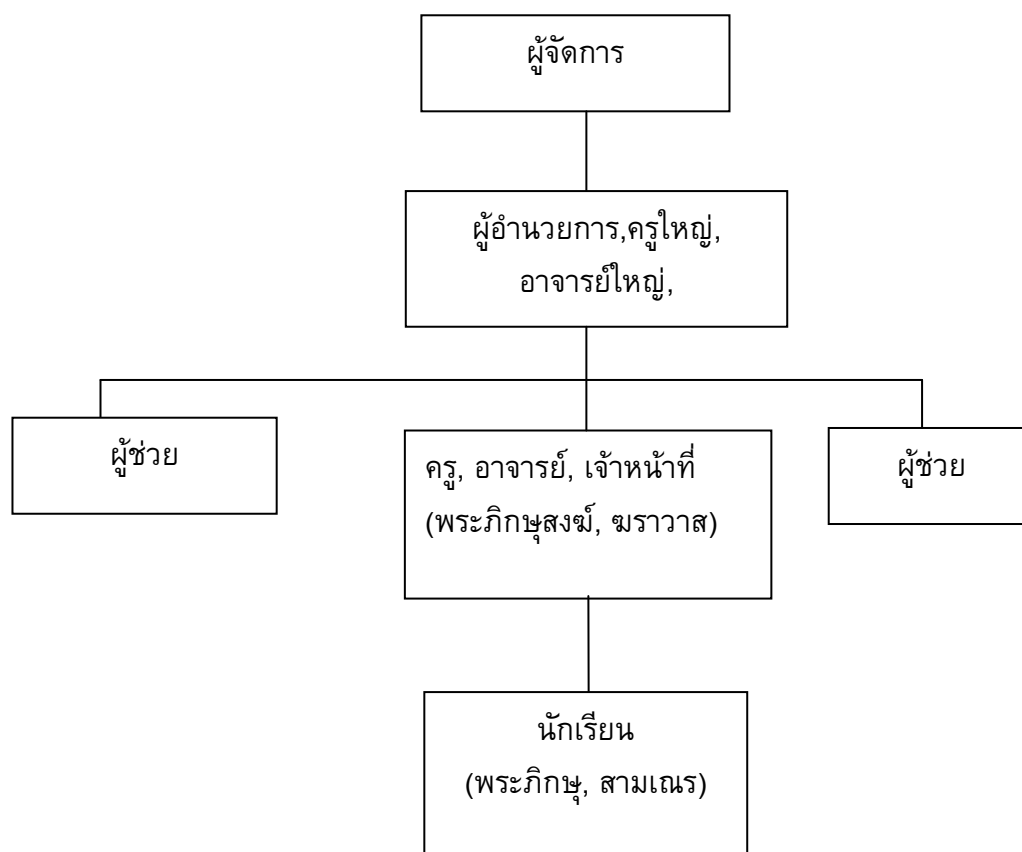 ผู้จัดการ
ผู้อำนวยการ,ครูใหญ่,
อาจารย์ใหญ่,
ผู้ช่วย
ครู, อาจารย์, เจ้าหน้าที่
(พระภิกษุสงฆ์, ฆราวาส)
ผู้ช่วย
นักเรียน
(พระภิกษุ, สามเณร)